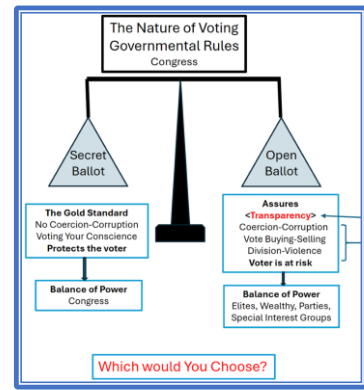 The Nature of Voting
Governmental Rules
Congress
Secret
Ballot
The Gold Standard
No Coercion-Corruption
Voting Your Conscience
Protects the voter
Balance of Power
Congress
Open
Ballot
Assures
<Transparency>
Coercion-Corruption
Vote Buying-Selling
Division-Violence
Voter is at risk
Balance of Power
Elites, Wealthy, Parties,
Special Interest Groups
Which would You Choose?